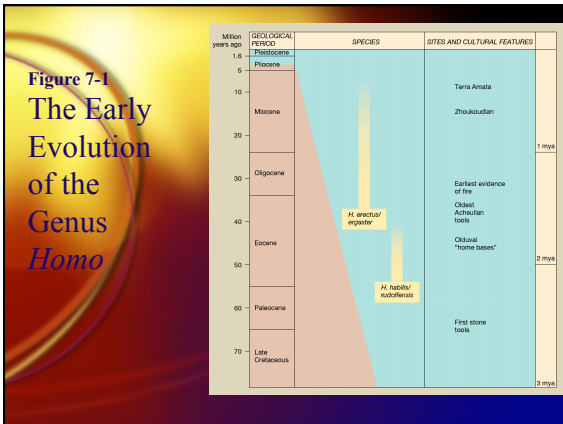 Figure 7-1
The Early
Evolution
of the
Genus
Homo
Million
years ago
GEOLOGICAL
PERIOD
SPECIES
SITES AND CULTURAL FEATURES
1.6
Pleistocene
Pliocene
5
10
Terra Amata
Miocene
Zhoukoudian
20
1 mya
Oligocene
30
Earliest evidence
of fire
Oldest
Acheulian
tools
H. erectus/
ergaster
40
Eocene
Olduvai
"home bases"
2 mya
50
H. habilis/
rudolfensis
Paleocene
60
First stone
tools
70
Late
Cretaceous
3 mya